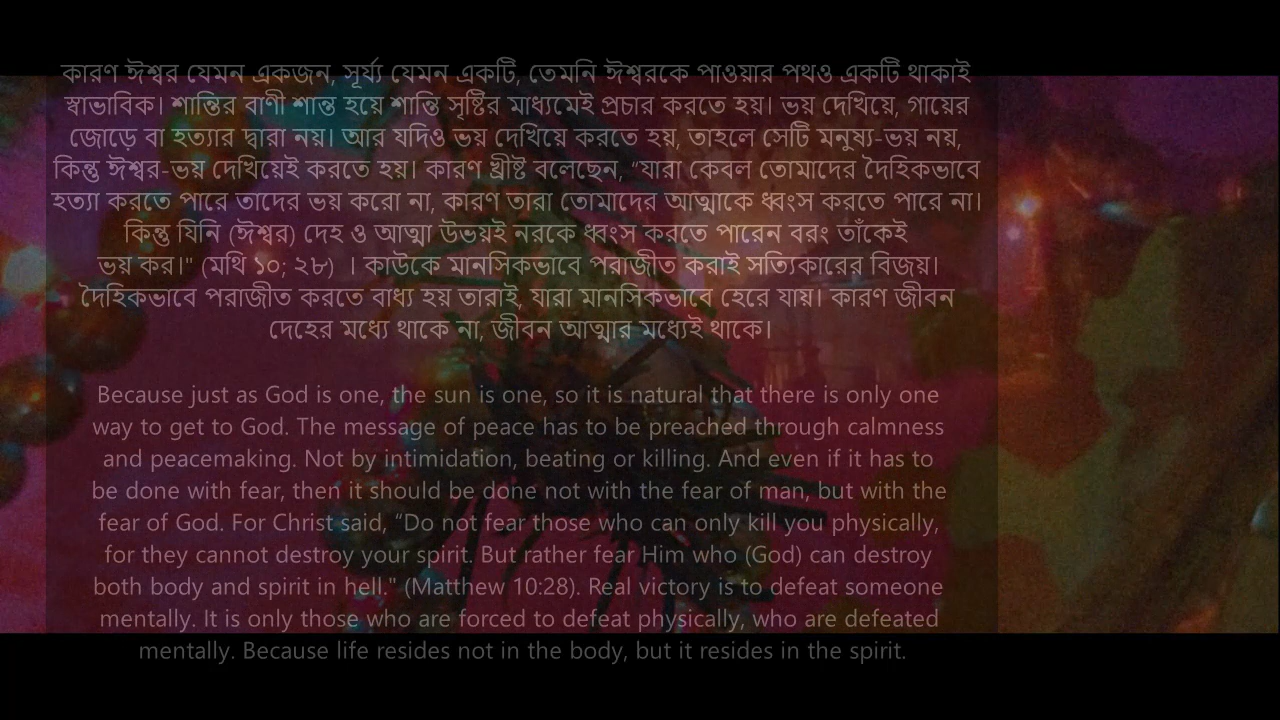 কারণ ঈশ্বর যেমন একজন, সূর্য্য যেমন একটি, তেমনি ঈশ্বরকে পাওয়ার পথও একটি থাকাই
স্বাভাবিক। শান্তির বাণী শান্ত হয়ে শান্তি সৃষ্টির মাধ্যমেই প্রচার করতে হয়। ভয় দেখিয়ে, গায়ের
জোড়ে বা হত্যার দ্বারা নয়। আর যদিও ভয় দেখিয়ে করতে হয়, তাহলে সেটি মনুষ্য-ভয় নয়,
কিন্তু ঈশ্বর-ভয় দেখিয়েই করতে হয়। কারণ খ্রীষ্ট বলেছেন, “যারা কেবল তোমাদের দৈহিকভাবে
হত্যা করতে পারে তাদের ভয় করো না, কারণ তারা তোমাদের আত্মাকে ধ্বংস করতে পারে না।
কিন্তু যিনি (ঈশ্বর) দেহ ও আত্মা উভয়ই নরকে ধ্বংস করতে পারেন বরং তাঁকেই
ভয় কর।" (মথি ১০; ২৮) । কাউকে মানসিকভাবে পরাজীত করাই সত্যিকারের বিজয়।
দৈহিকভাবে পরাজীত করতে বাধ্য হয় তারাই, যারা মানসিকভাবে হেরে যায়। কারণ জীবন
দেহের মধ্যে থাকে না, জীবন আত্মার মধ্যেই থাকে।
Because just as God is one, the sun is one, so it is natural that there is only one
way to get to God. The message of peace has to be preached through calmness
and peacemaking. Not by intimidation, beating or killing. And even if it has to
be done with fear, then it should be done not with the fear of man, but with the
fear of God. For Christ said, “Do not fear those who can only kill you physically,
for they cannot destroy your spirit. But rather fear Him who (God) can destroy
both body and spirit in hell." (Matthew 10:28). Real victory is to defeat someone
mentally. It is only those who are forced to defeat physically, who are defeated
mentally. Because life resides not in the body, but it resides in the spirit.